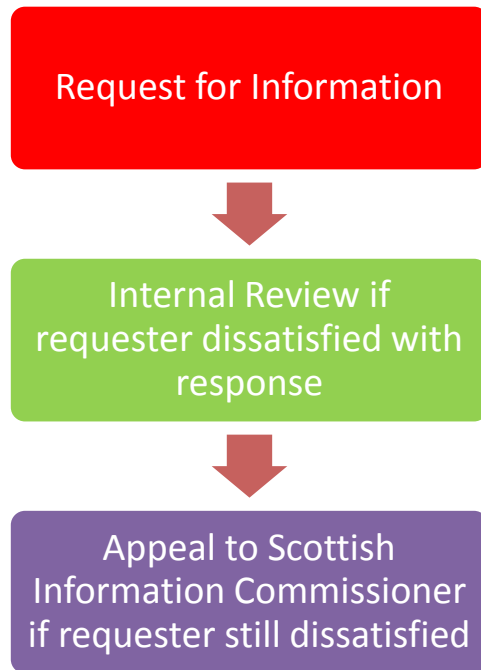 Request for Information
Internal Review if
requester dissatisfied with
response
Appeal to Scottish
Information Commissioner
if requester still dissatisfied